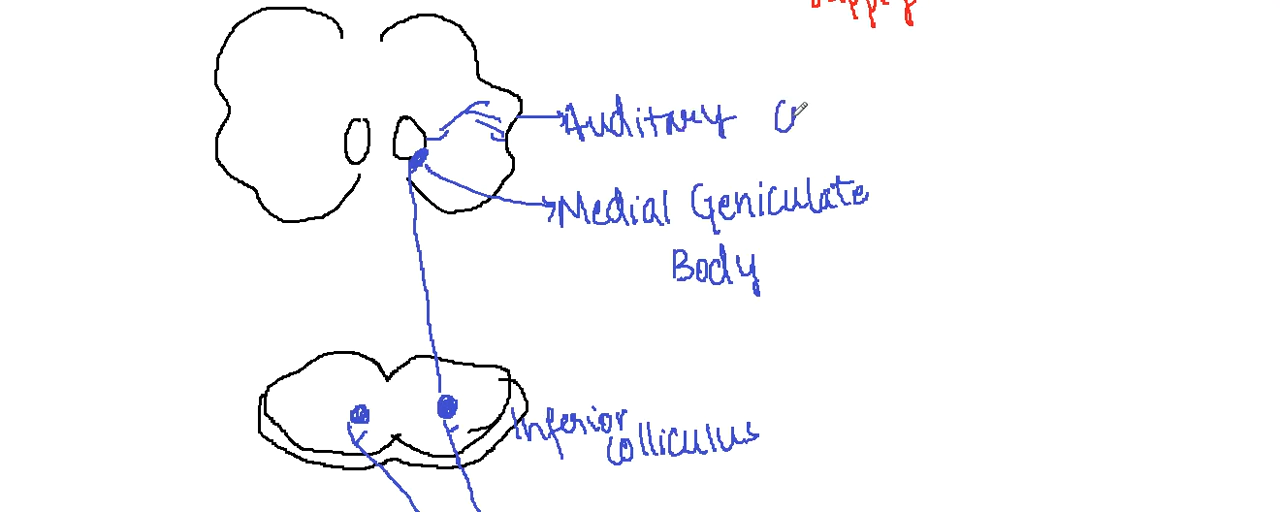 Auditory
Medial Geniculate
Body
Inferior
Colliculus